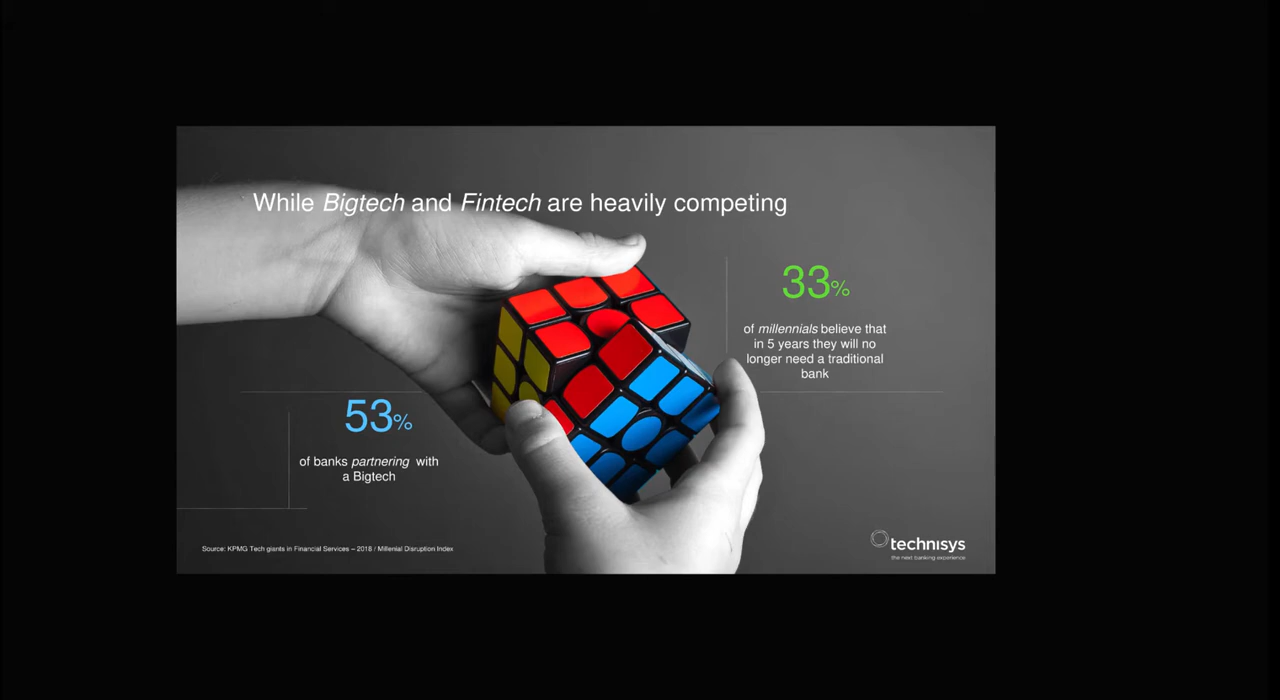 While Bigtech and Fintech are heavily competing
33%
of millennials believe that
in 5 years they will no
longer need a traditional
bank
53%
of banks partnering with
a Bigtech
Source: KPMG Tech giants in Financial Services – 2018 / Millenial Disruption Index
technisys
the next banking experience